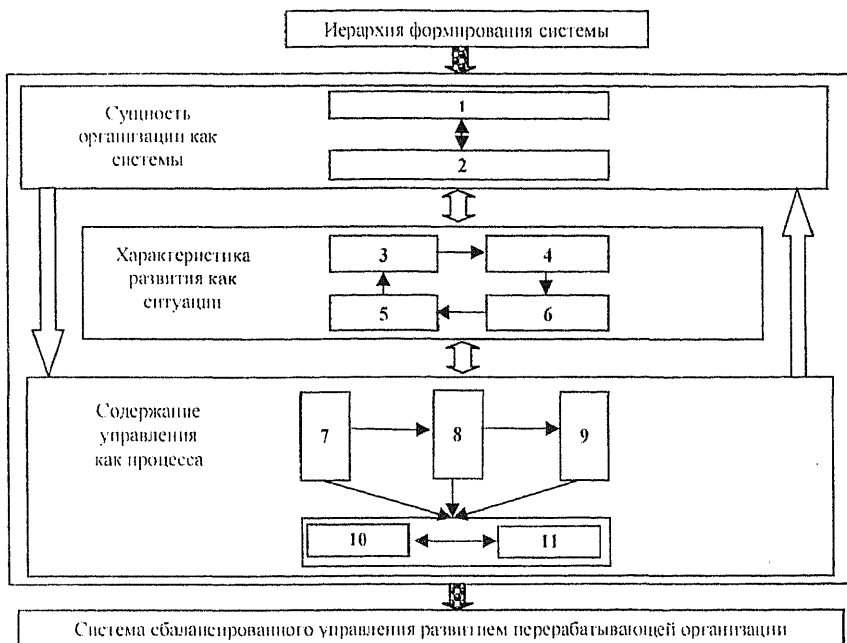 Иерархия формирования системы
Сущность
организации как
системы
1
2
Характеристика
развития как
ситуации
3
4
5
6
Содержание
управления
как процесса
7
8
9
10
11
Система сбалансированного управления развитием перерабатывающей организации